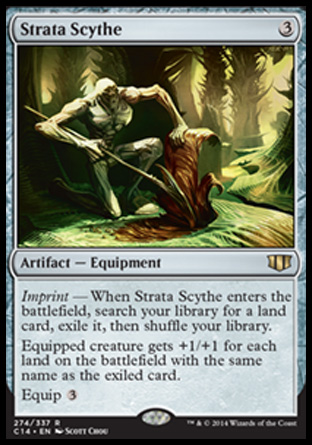 Strata Scythe 3
Artifact — Equipment
Imprint — When Strata Scythe enters the
battlefield, search your library for a land
card, exile it, then shuffle your library.
Equipped creature gets +1/+1 for each
land on the battlefield with the same
name as the exiled card.
Equip 3
274/337 R
C14 • EN Scott Chou
™ & © 2014 Wizards of the Coast